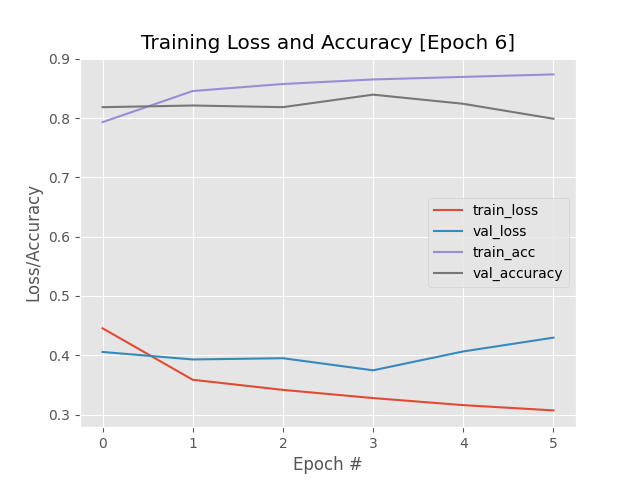 Training Loss and Accuracy [Epoch 6]
0.9
0.8
0.7
0.6
0.5
0.4
0.3
Loss/Accuracy
train_loss
val_loss
train_acc
val_accuracy
0 1 2 3 4 5
Epoch #